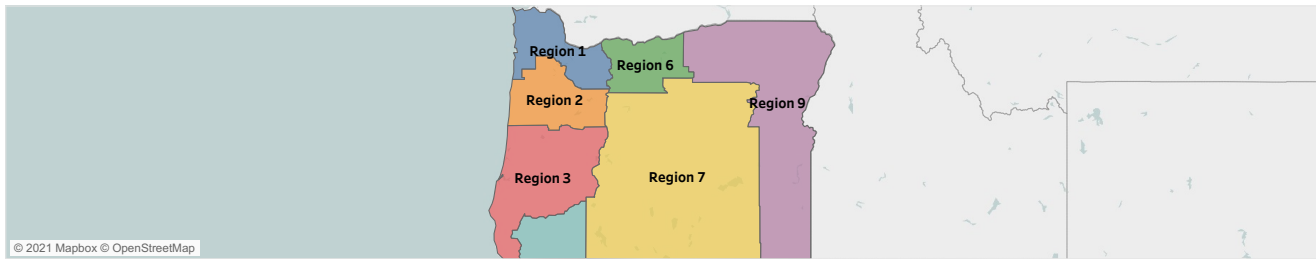 Region 1
Region 6
Region 2
Region 9
Region 3
Region 7
© 2021 Mapbox © OpenStreetMap